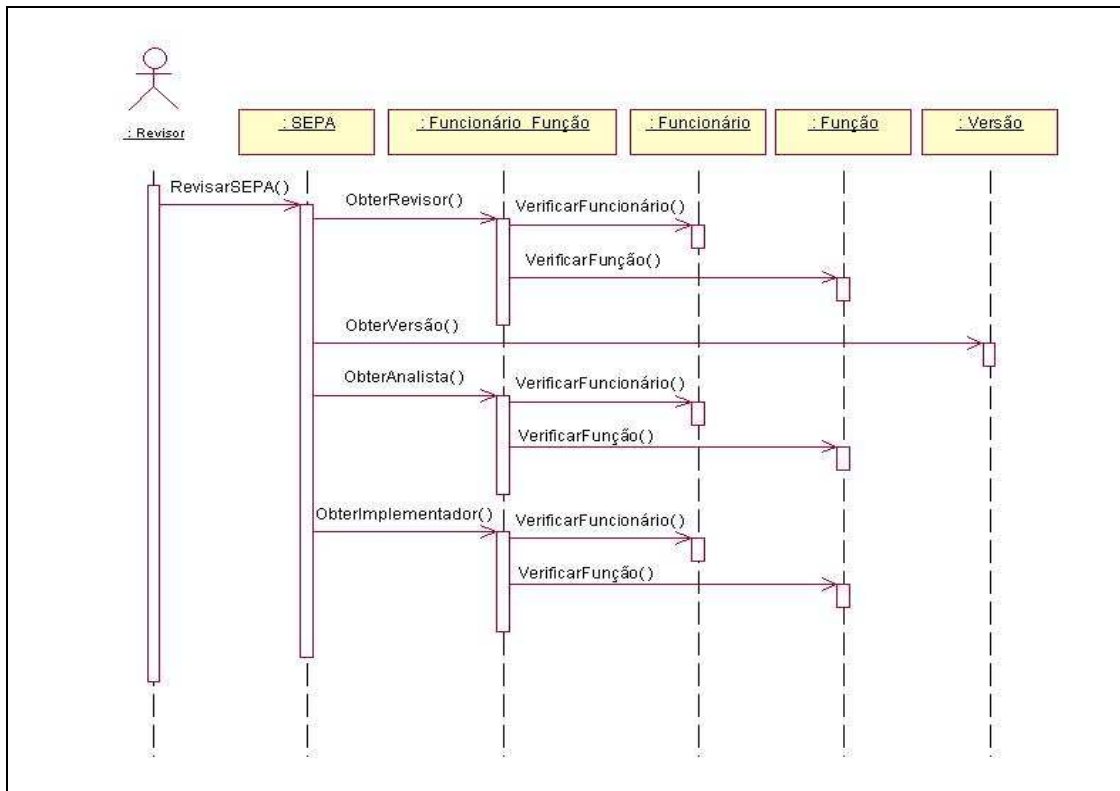 : Revisor
: SEPA
: Funcionário_Função
: Funcionário
: Função
: Versão
RevisarSEPA()
ObterRevisor()
VerificarFuncionário()
VerificarFunção()
ObterVersão()
ObterAnalista()
VerificarFuncionário()
VerificarFunção()
ObterImplementador()
VerificarFuncionário()
VerificarFunção()